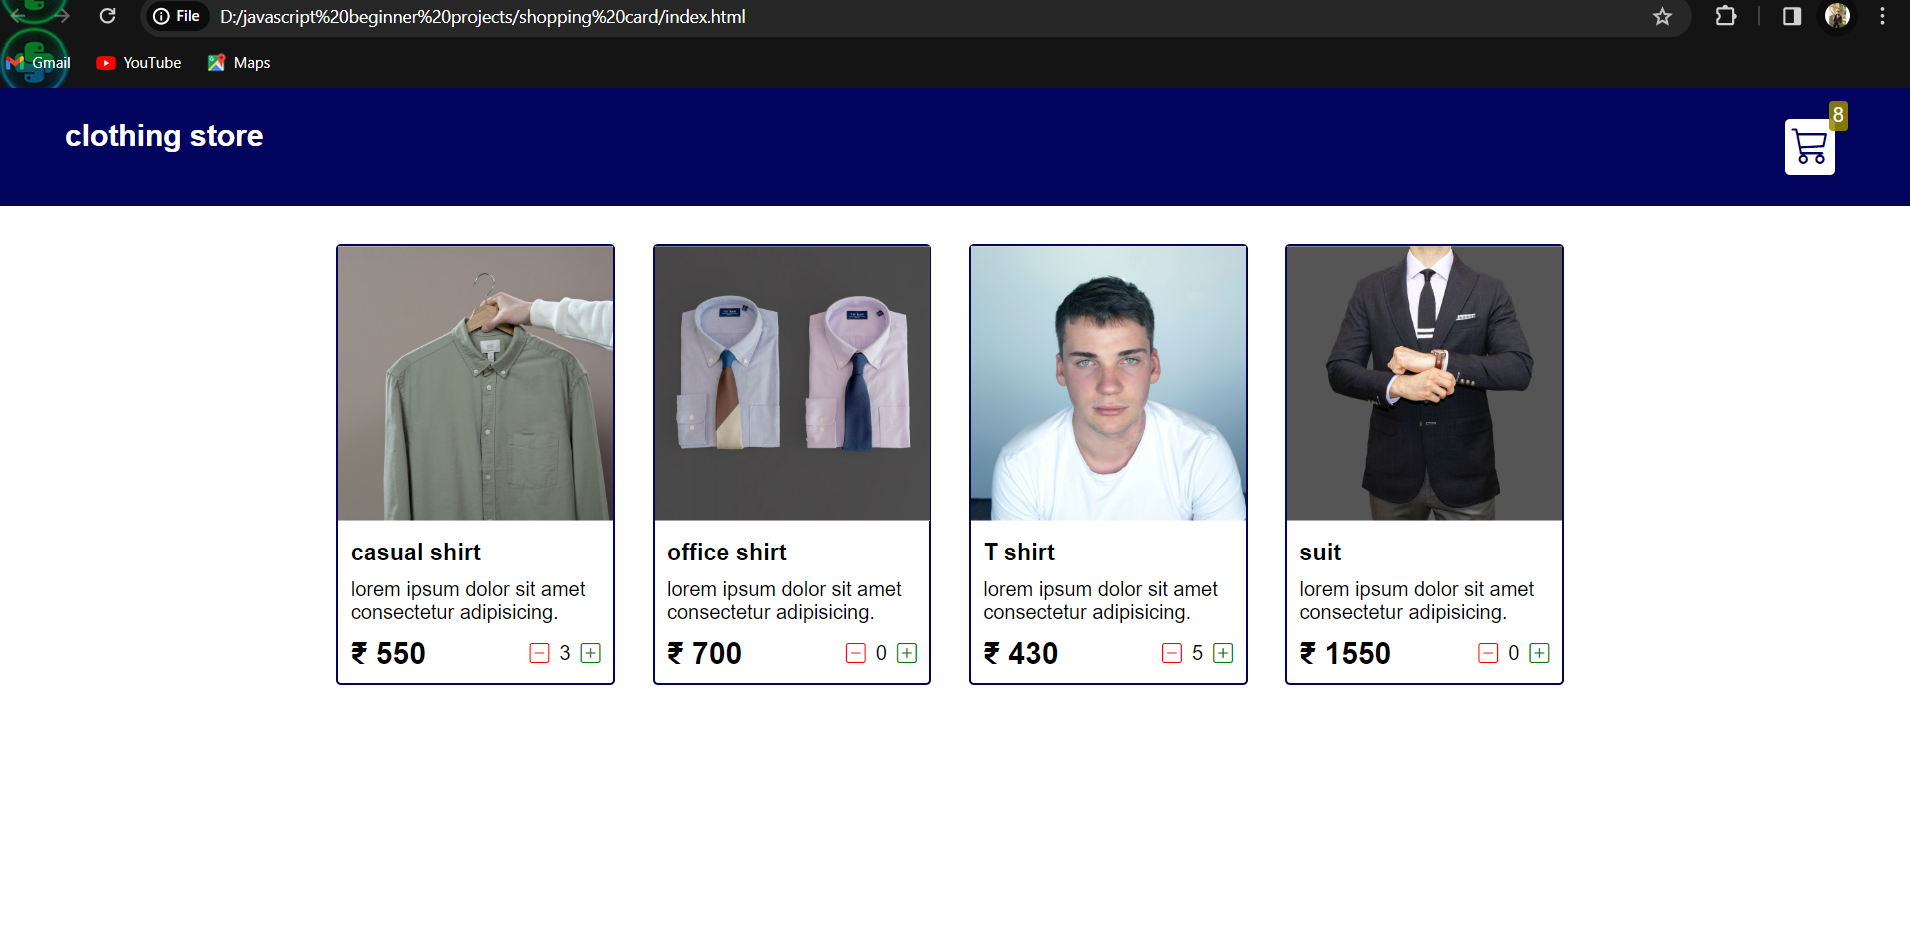 File D:/javascript%20beginner%20projects/shopping%20card/index.html
Gmail YouTube Maps
clothing store
8
casual shirt
lorem ipsum dolor sit amet
consectetur adipisicing.
₹ 550 3
office shirt
lorem ipsum dolor sit amet
consectetur adipisicing.
₹ 700 0
T shirt
lorem ipsum dolor sit amet
consectetur adipisicing.
₹ 430 5
suit
lorem ipsum dolor sit amet
consectetur adipisicing.
₹ 1550 0